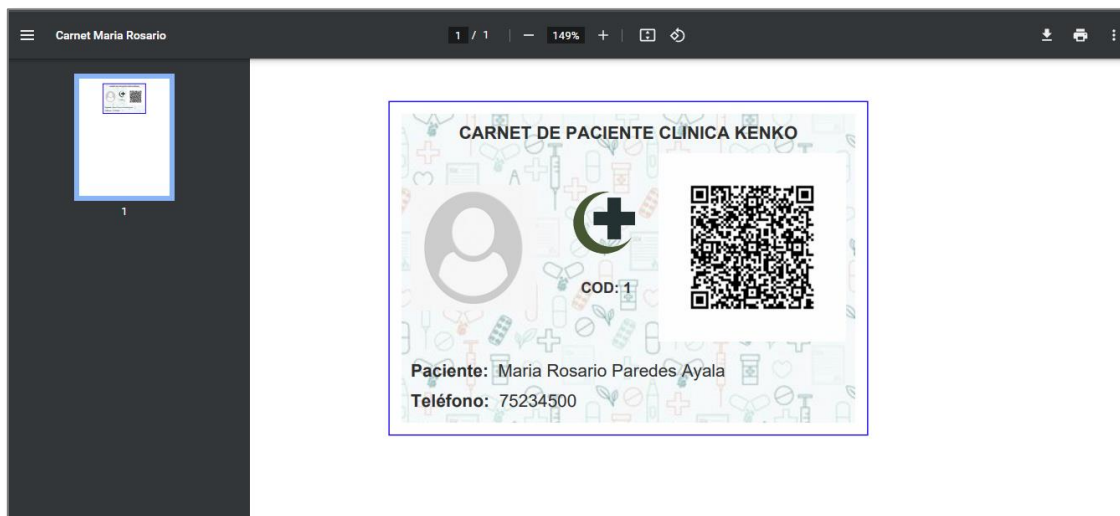 Carnet Maria Rosario
1 / 1
149%
1
CARNET DE PACIENTE CLINICA KENKO
COD: 1
Paciente: Maria Rosario Paredes Ayala
Teléfono: 75234500